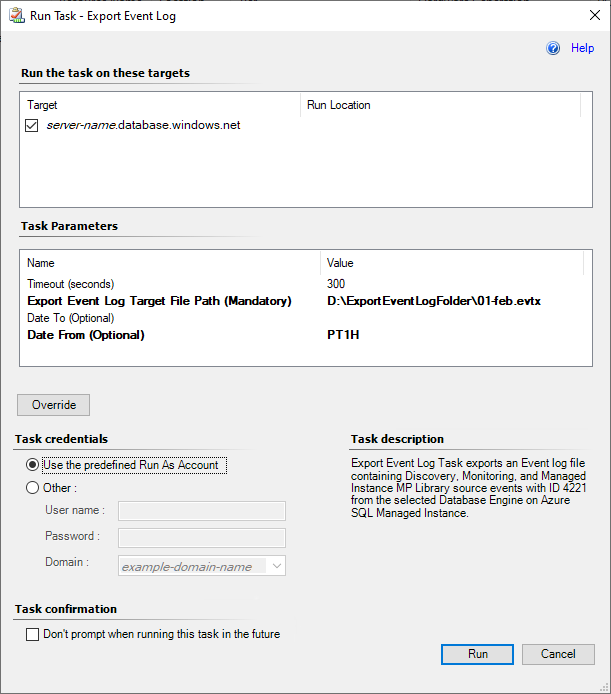 Run Task - Export Event Log
Help
Run the task on these targets
Target Run Location
server-name.database.windows.net
Task Parameters
Name Value
Timeout (seconds) 300
Export Event Log Target File Path (Mandatory) D:\ExportEventLogFolder\01-feb.evtx
Date To (Optional)
Date From (Optional) PT1H
Override
Task credentials
Use the predefined Run As Account
Other :
User name :
Password :
Domain : example-domain-name
Task description
Export Event Log Task exports an Event log file
containing Discovery, Monitoring, and Managed
Instance MP Library source events with ID 4221
from the selected Database Engine on Azure
SQL Managed Instance.
Task confirmation
Don't prompt when running this task in the future
Run Cancel